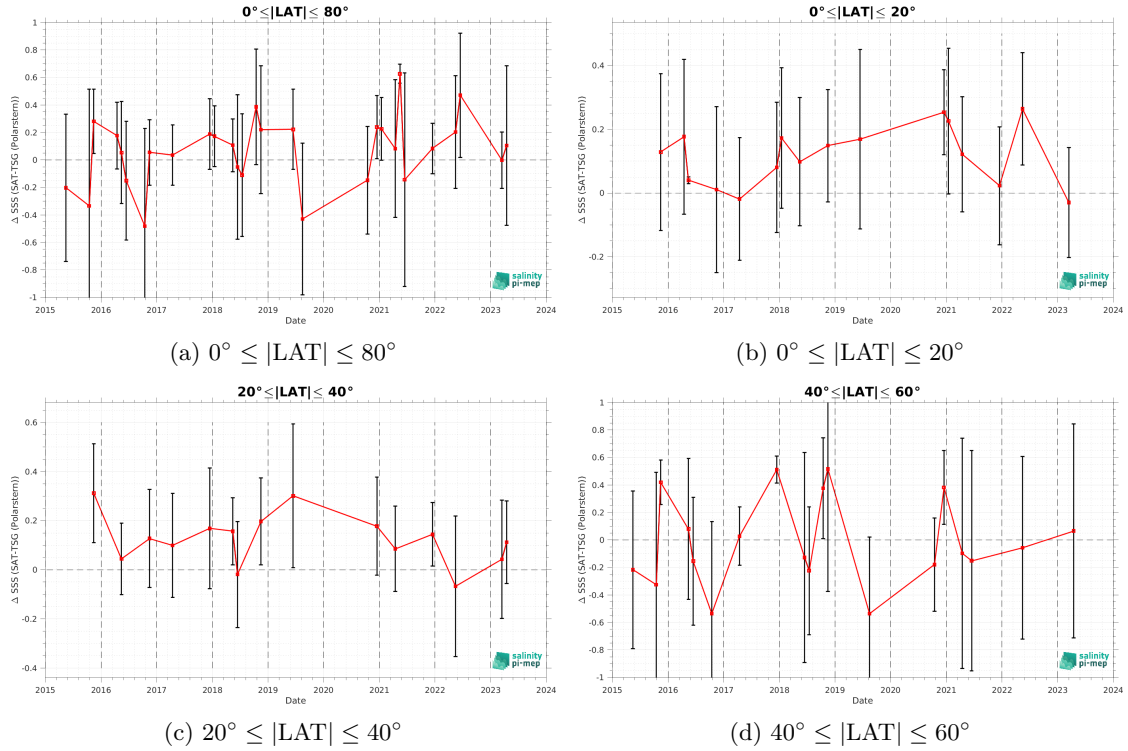 0°≤|LAT|≤ 80°
Δ SSS (SAT-TSG (Polarstern))
1
0.8
0.6
0.4
0.2
0
-0.2
-0.4
-0.6
-0.8
-1
2015 2016 2017 2018 2019 2020 2021 2022 2023 2024
Date
salinity
pi-mep
(a) 0° ≤ |LAT| ≤ 80°
0°≤|LAT|≤ 20°
Δ SSS (SAT-TSG (Polarstern))
0.4
0.2
0
-0.2
2015 2016 2017 2018 2019 2020 2021 2022 2023 2024
Date
salinity
pi-mep
(b) 0° ≤ |LAT| ≤ 20°
20°≤|LAT|≤ 40°
Δ SSS (SAT-TSG (Polarstern))
0.6
0.4
0.2
0
-0.2
-0.4
2015 2016 2017 2018 2019 2020 2021 2022 2023 2024
Date
salinity
pi-mep
(c) 20° ≤ |LAT| ≤ 40°
40°≤|LAT|≤ 60°
Δ SSS (SAT-TSG (Polarstern))
1
0.8
0.6
0.4
0.2
0
-0.2
-0.4
-0.6
-0.8
-1
2015 2016 2017 2018 2019 2020 2021 2022 2023 2024
Date
salinity
pi-mep
(d) 40° ≤ |LAT| ≤ 60°